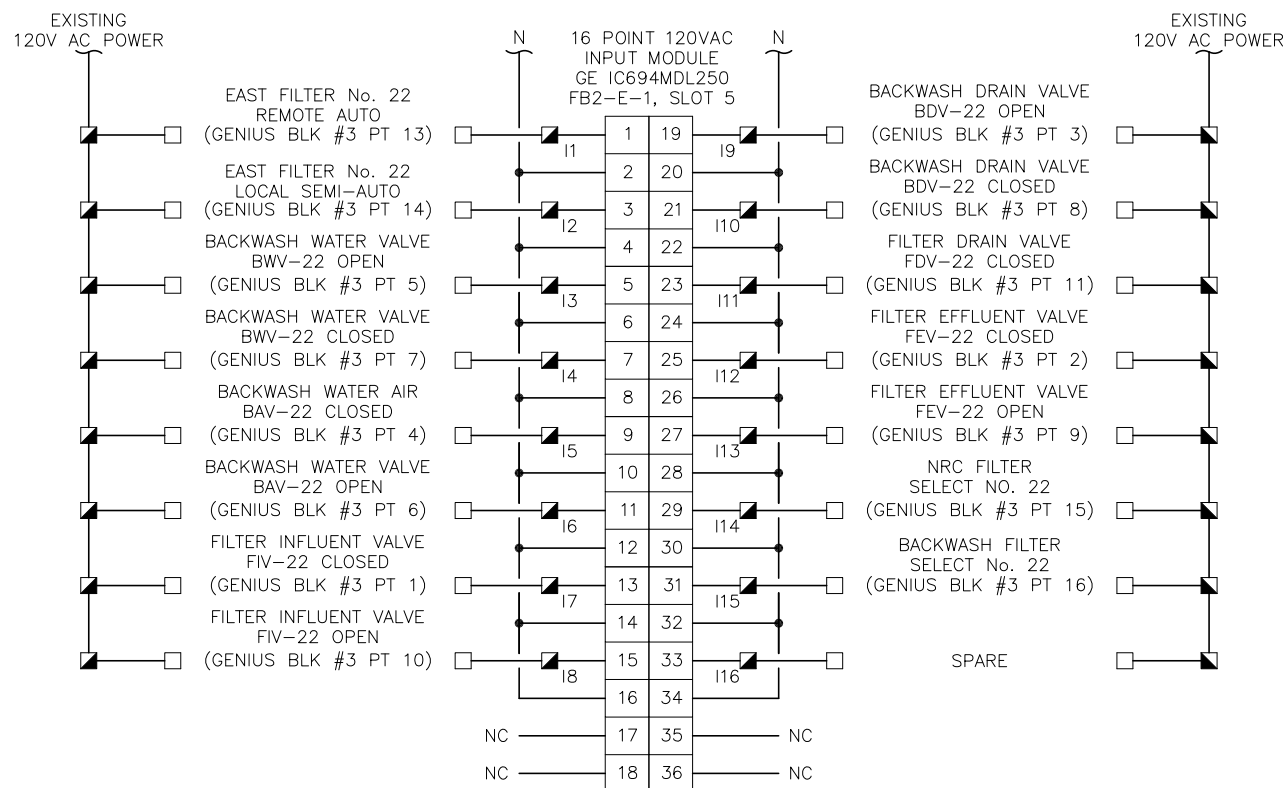 EXISTING
120V AC POWER
N
16 POINT 120VAC
INPUT MODULE
GE IC694MDL250
FB2-E-1, SLOT 5
N
EXISTING
120V AC POWER
EAST FILTER No. 22
REMOTE AUTO
(GENIUS BLK #3 PT 13)
I1
1 19
I9
BACKWASH DRAIN VALVE
BDV-22 OPEN
(GENIUS BLK #3 PT 3)
2 20
EAST FILTER No. 22
LOCAL SEMI-AUTO
(GENIUS BLK #3 PT 14)
I2
3 21
I10
BACKWASH DRAIN VALVE
BDV-22 CLOSED
(GENIUS BLK #3 PT 8)
4 22
BACKWASH WATER VALVE
BWV-22 OPEN
(GENIUS BLK #3 PT 5)
I3
5 23
I11
FILTER DRAIN VALVE
FDV-22 CLOSED
(GENIUS BLK #3 PT 11)
6 24
BACKWASH WATER VALVE
BWV-22 CLOSED
(GENIUS BLK #3 PT 7)
I4
7 25
I12
FILTER EFFLUENT VALVE
FEV-22 CLOSED
(GENIUS BLK #3 PT 2)
8 26
BACKWASH WATER AIR
BAV-22 CLOSED
(GENIUS BLK #3 PT 4)
I5
9 27
I13
FILTER EFFLUENT VALVE
FEV-22 OPEN
(GENIUS BLK #3 PT 9)
10 28
BACKWASH WATER VALVE
BAV-22 OPEN
(GENIUS BLK #3 PT 6)
I6
11 29
I14
NRC FILTER
SELECT NO. 22
(GENIUS BLK #3 PT 15)
12 30
FILTER INFLUENT VALVE
FIV-22 CLOSED
(GENIUS BLK #3 PT 1)
I7
13 31
I15
BACKWASH FILTER
SELECT No. 22
(GENIUS BLK #3 PT 16)
14 32
FILTER INFLUENT VALVE
FIV-22 OPEN
(GENIUS BLK #3 PT 10)
I8
15 33
I16
SPARE
16 34
NC 17 35 NC
NC 18 36 NC